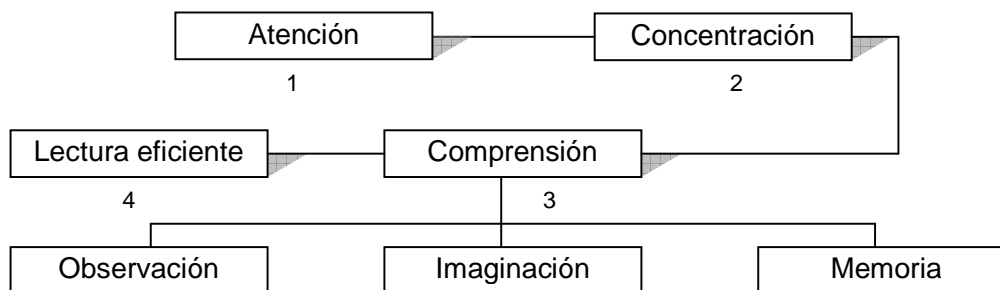 Atención
Concentración
1
2
Lectura eficiente
Comprensión
4
3
Observación
Imaginación
Memoria